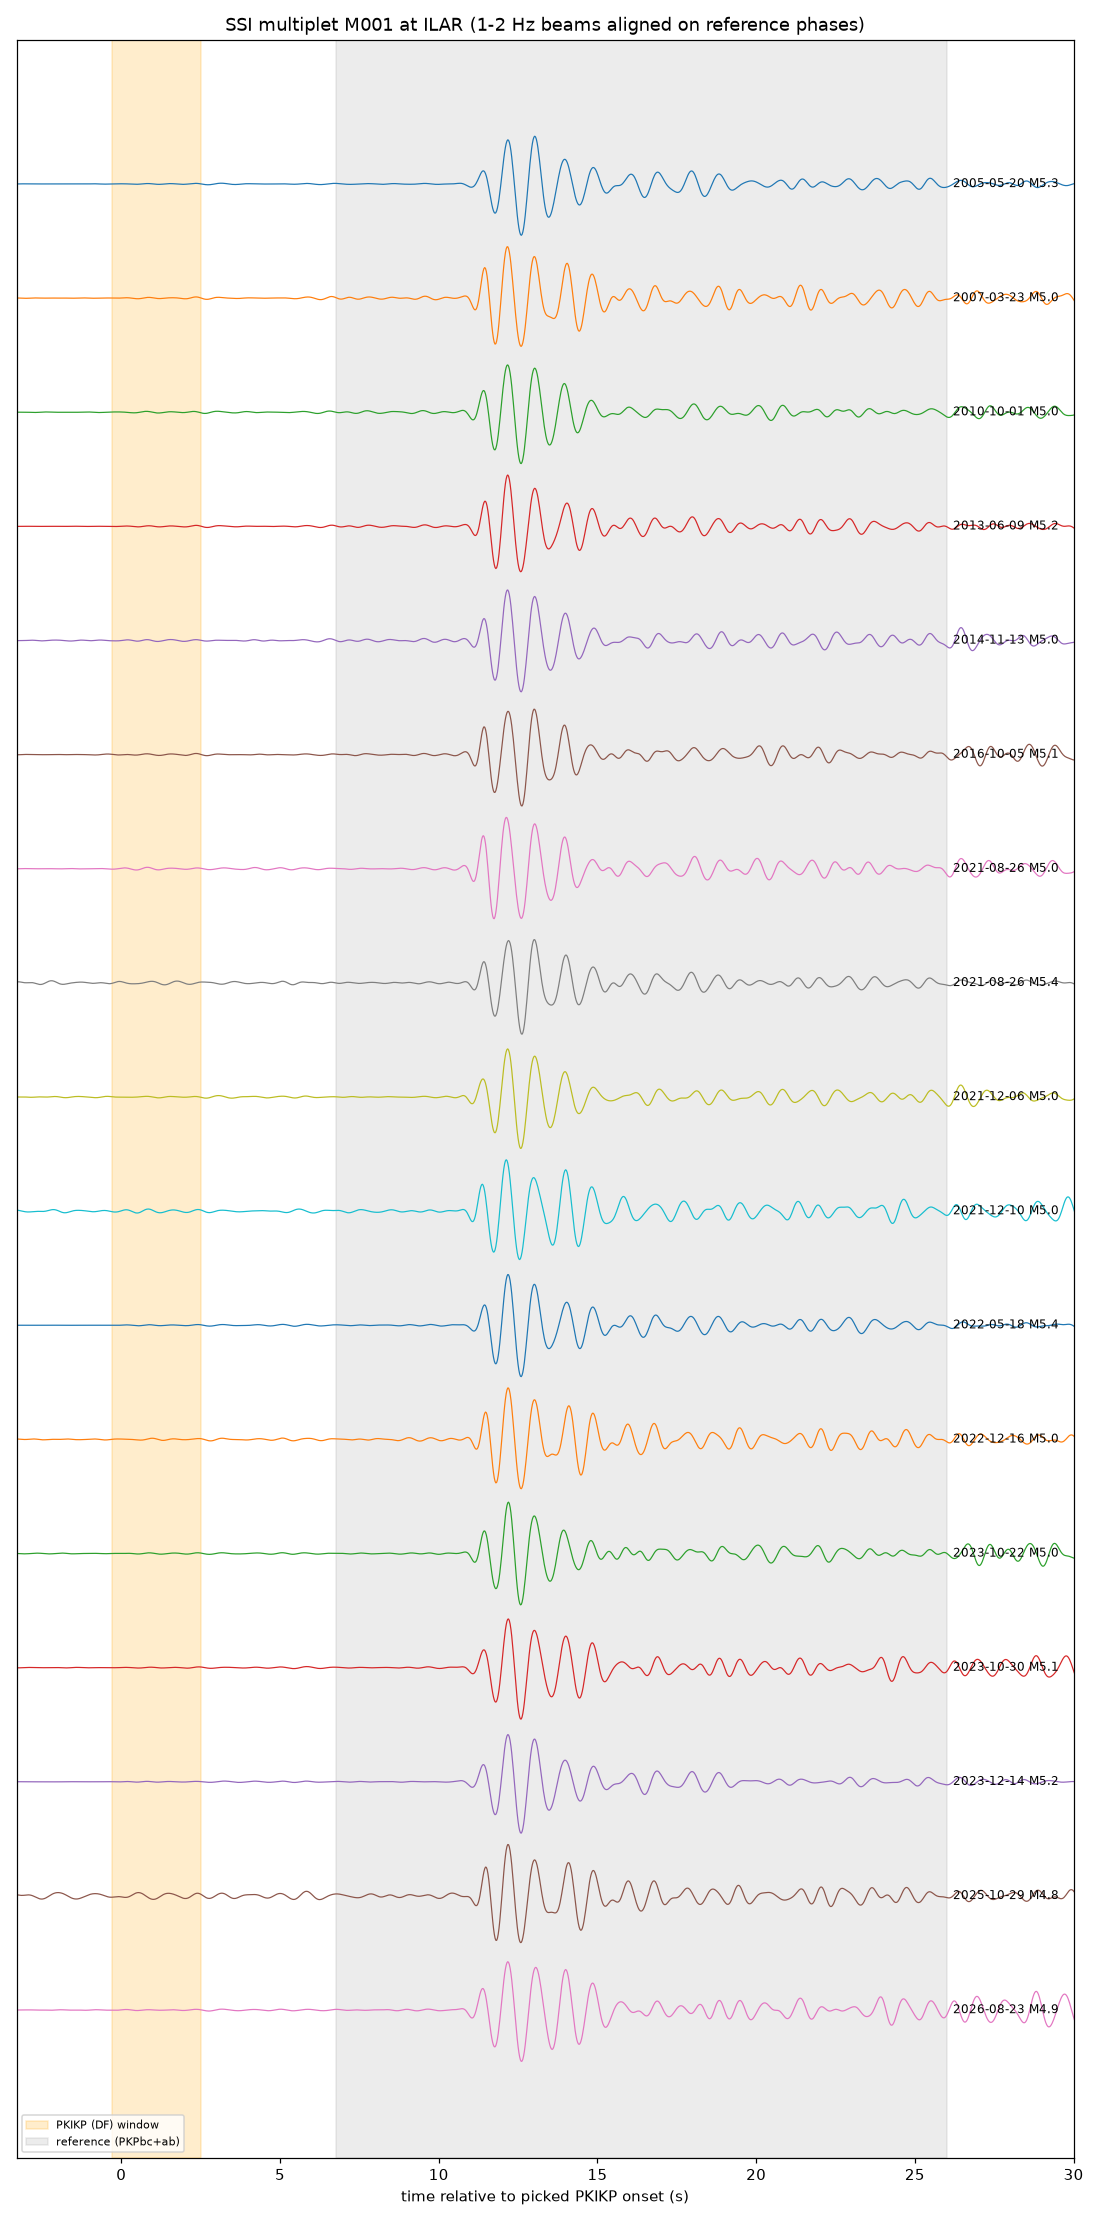 SSI multiplet M001 at ILAR (1-2 Hz beams aligned on reference phases)
2005-05-20 M5.3
2007-03-23 M5.0
2010-10-01 M5.0
2013-06-09 M5.2
2014-11-13 M5.0
2016-10-05 M5.1
2021-08-26 M5.0
2021-08-26 M5.4
2021-12-06 M5.0
2021-12-10 M5.0
2022-05-18 M5.4
2022-12-16 M5.0
2023-10-22 M5.0
2023-10-30 M5.1
2023-12-14 M5.2
2025-10-29 M4.8
2026-08-23 M4.9
PKIKP (DF) window
reference (PKPbc+ab)
0 5 10 15 20 25 30
time relative to picked PKIKP onset (s)